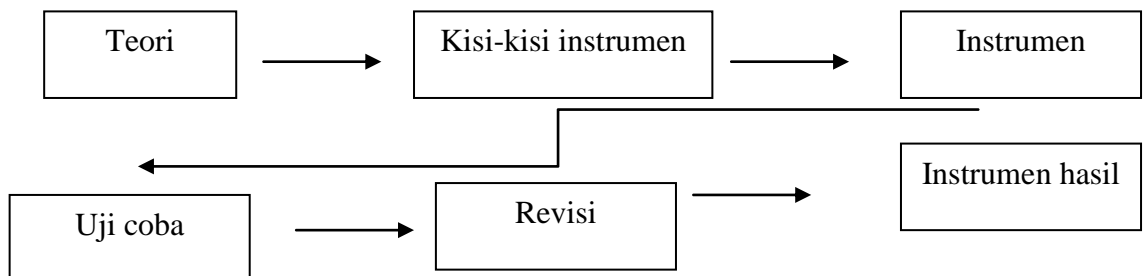 Teori
Kisi-kisi instrumen
Instrumen
Uji coba
Revisi
Instrumen hasil